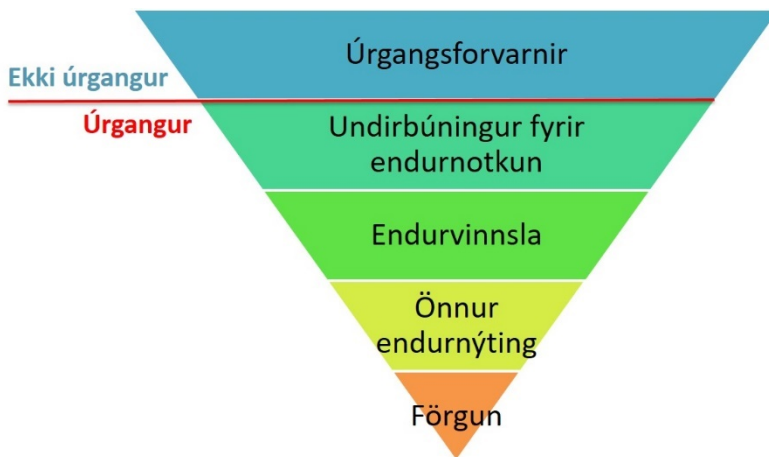 Úrgangsforvarnir
Ekki úrgangur
Úrgangur
Undirbúningur fyrir
endurnotkun
Endurvinnsla
Önnur
endurnýting
Förgun